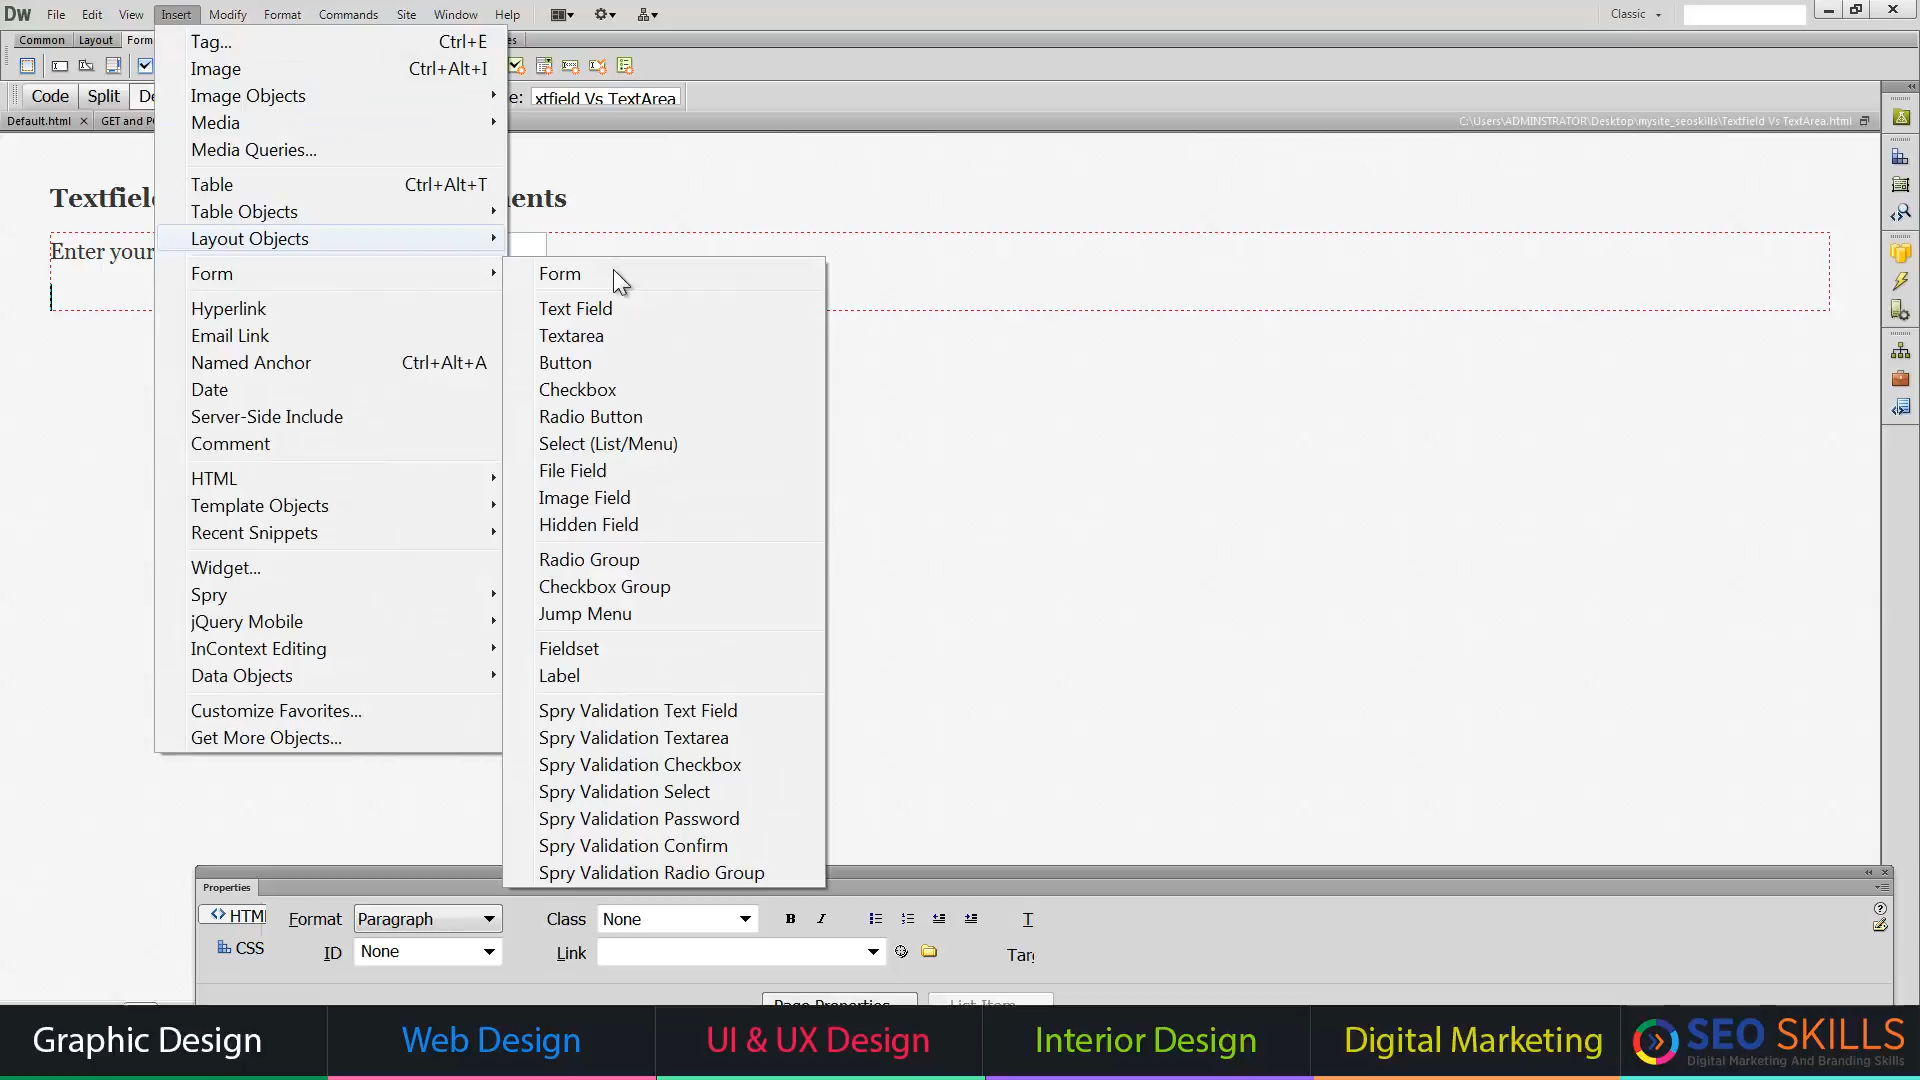 Dw File Edit View Insert Modify Format Commands Site Window Help Classic
Common Layout Form
Code Split De e: xtfield Vs TextArea
Default.html × GET and P C:\Users\ADMINSTRATOR\Desktop\mysite_seoskills\Textfield Vs TextArea.html
Tag... Ctrl+E
Image Ctrl+Alt+I
Image Objects
Media
Media Queries...
Table Ctrl+Alt+T
Table Objects
Layout Objects
Form
Hyperlink
Email Link
Named Anchor Ctrl+Alt+A
Date
Server-Side Include
Comment
HTML
Template Objects
Recent Snippets
Widget...
Spry
jQuery Mobile
InContext Editing
Data Objects
Customize Favorites...
Get More Objects...
Textfiel ents
Enter your
Form
Text Field
Textarea
Button
Checkbox
Radio Button
Select (List/Menu)
File Field
Image Field
Hidden Field
Radio Group
Checkbox Group
Jump Menu
Fieldset
Label
Spry Validation Text Field
Spry Validation Textarea
Spry Validation Checkbox
Spry Validation Select
Spry Validation Password
Spry Validation Confirm
Spry Validation Radio Group
Properties
<> HTML Format Paragraph Class None B I T
CSS ID None Link Targ
Page Properties... List Item...
Graphic Design Web Design UI & UX Design Interior Design Digital Marketing SEO SKILLS
Digital Marketing And Branding Skills